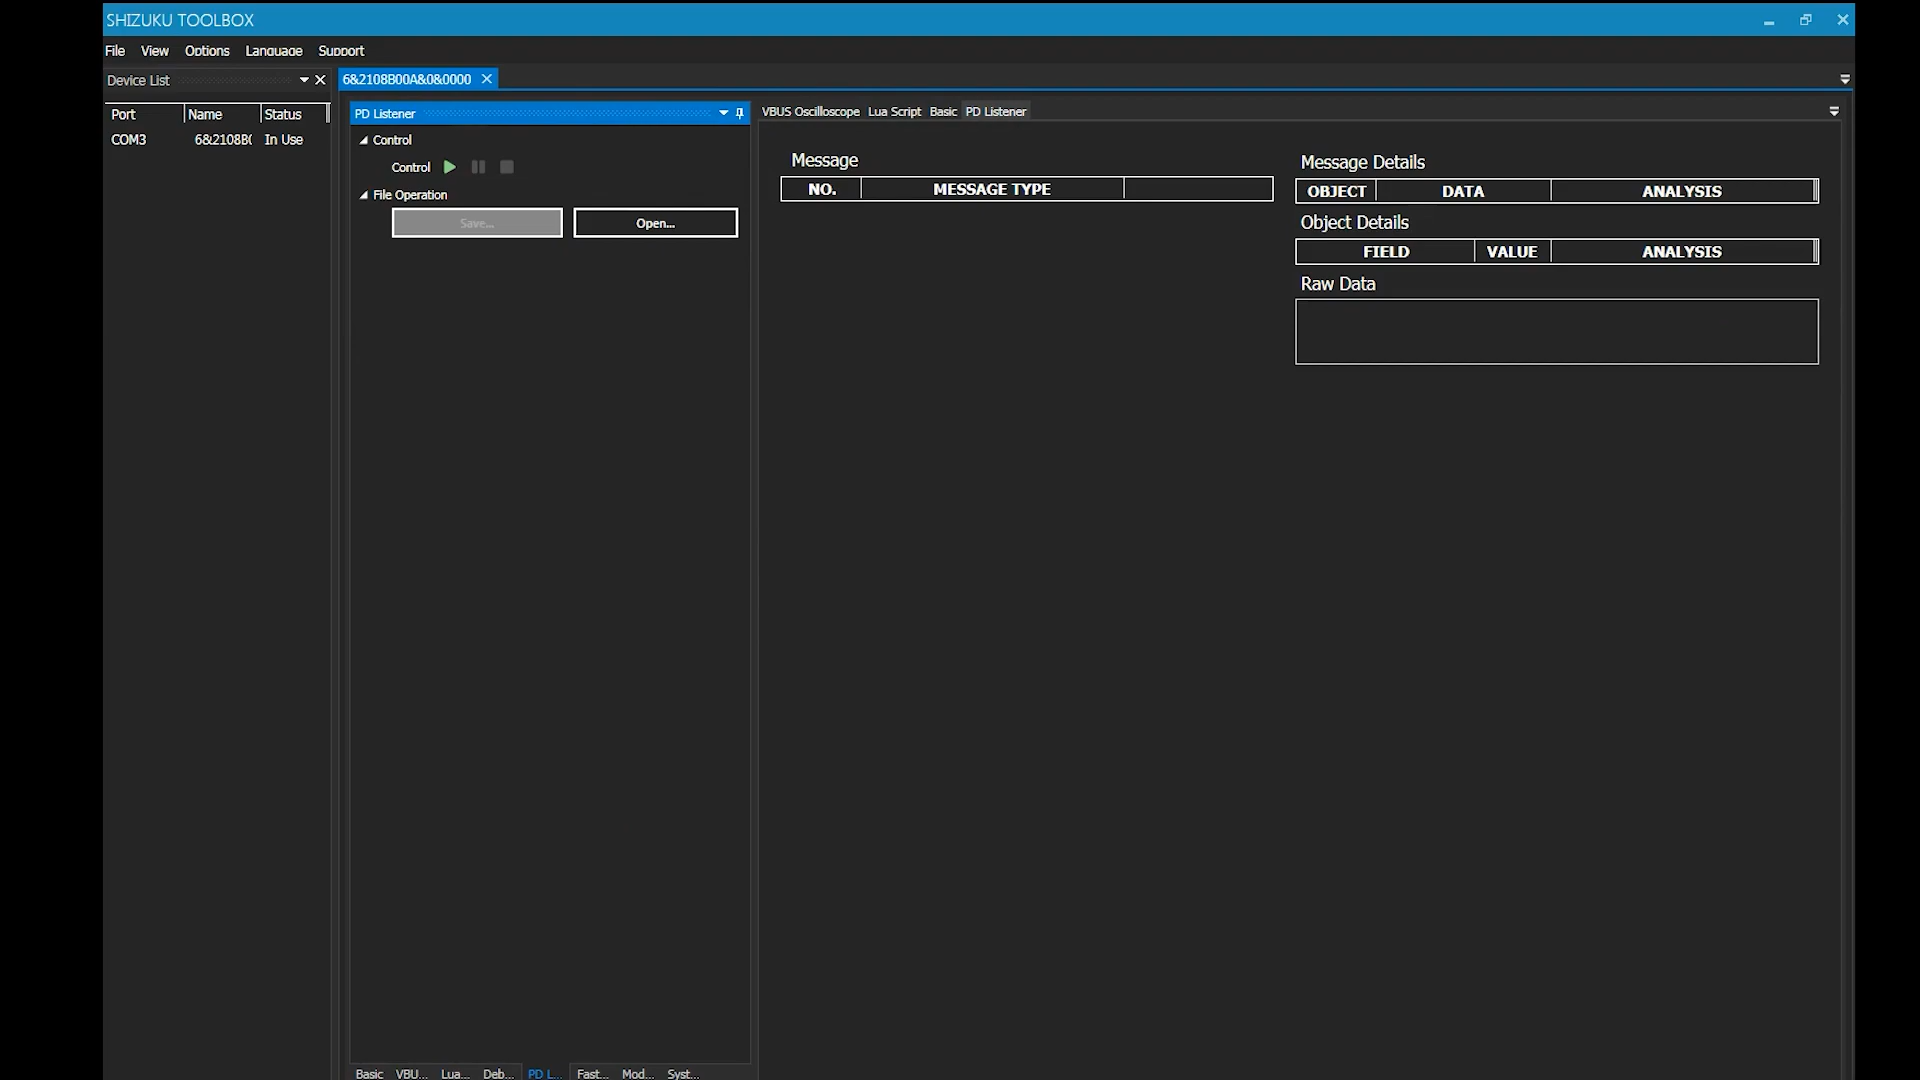 SHIZUKU TOOLBOX
File View Options Language Support
Device List
6&2108B00A&0&0000
Port Name Status
COM3 6&2108B( In Use
PD Listener
Control
Control
File Operation
Save... Open...
VBUS Oscilloscope Lua Script Basic PD Listener
Message
NO. MESSAGE TYPE
Message Details
OBJECT DATA ANALYSIS
Object Details
FIELD VALUE ANALYSIS
Raw Data
Basic VBU... Lua... Deb... PD L... Fast... Mod... Syst...